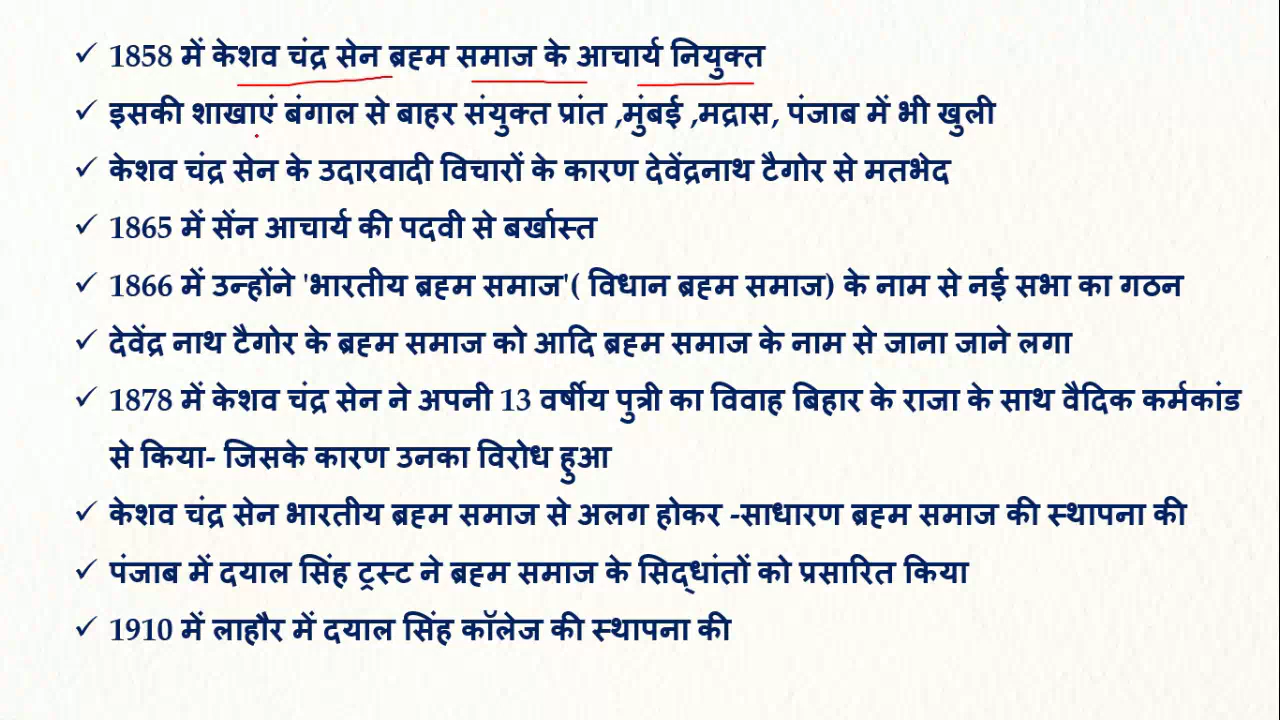 ✓ 1858 में केशव चंद्र सेन ब्रह्म समाज के आचार्य नियुक्त
✓ इसकी शाखाएं बंगाल से बाहर संयुक्त प्रांत ,मुंबई ,मद्रास, पंजाब में भी खुली
✓ केशव चंद्र सेन के उदारवादी विचारों के कारण देवेंद्रनाथ टैगोर से मतभेद
✓ 1865 में सेंन आचार्य की पदवी से बर्खास्त
✓ 1866 में उन्होंने 'भारतीय ब्रह्म समाज'( विधान ब्रह्म समाज) के नाम से नई सभा का गठन
✓ देवेंद्र नाथ टैगोर के ब्रह्म समाज को आदि ब्रह्म समाज के नाम से जाना जाने लगा
✓ 1878 में केशव चंद्र सेन ने अपनी 13 वर्षीय पुत्री का विवाह बिहार के राजा के साथ वैदिक कर्मकांड
से किया- जिसके कारण उनका विरोध हुआ
✓ केशव चंद्र सेन भारतीय ब्रह्म समाज से अलग होकर -साधारण ब्रह्म समाज की स्थापना की
✓ पंजाब में दयाल सिंह ट्रस्ट ने ब्रह्म समाज के सिद्धांतों को प्रसारित किया
✓ 1910 में लाहौर में दयाल सिंह कॉलेज की स्थापना की